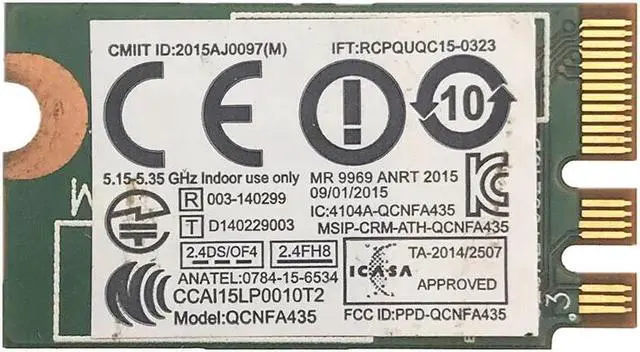 CMIIT ID:2015AJ0097(M) IFT:RCPQUQC15-0323
CE ! 10
5.15-5.35 GHz Indoor use only MR 9969 ANRT 2015
R 003-140299 09/01/2015
IC:4104A-QCNFA435
T D140229003 MSIP-CRM-ATH-QCNFA435
2.4DS/OF4 2.4FH8 ICASA TA-2014/2507
ANATEL:0784-15-6534
CCAI15LP0010T2 APPROVED
Model:QCNFA435 FCC ID:PPD-QCNFA435
.3